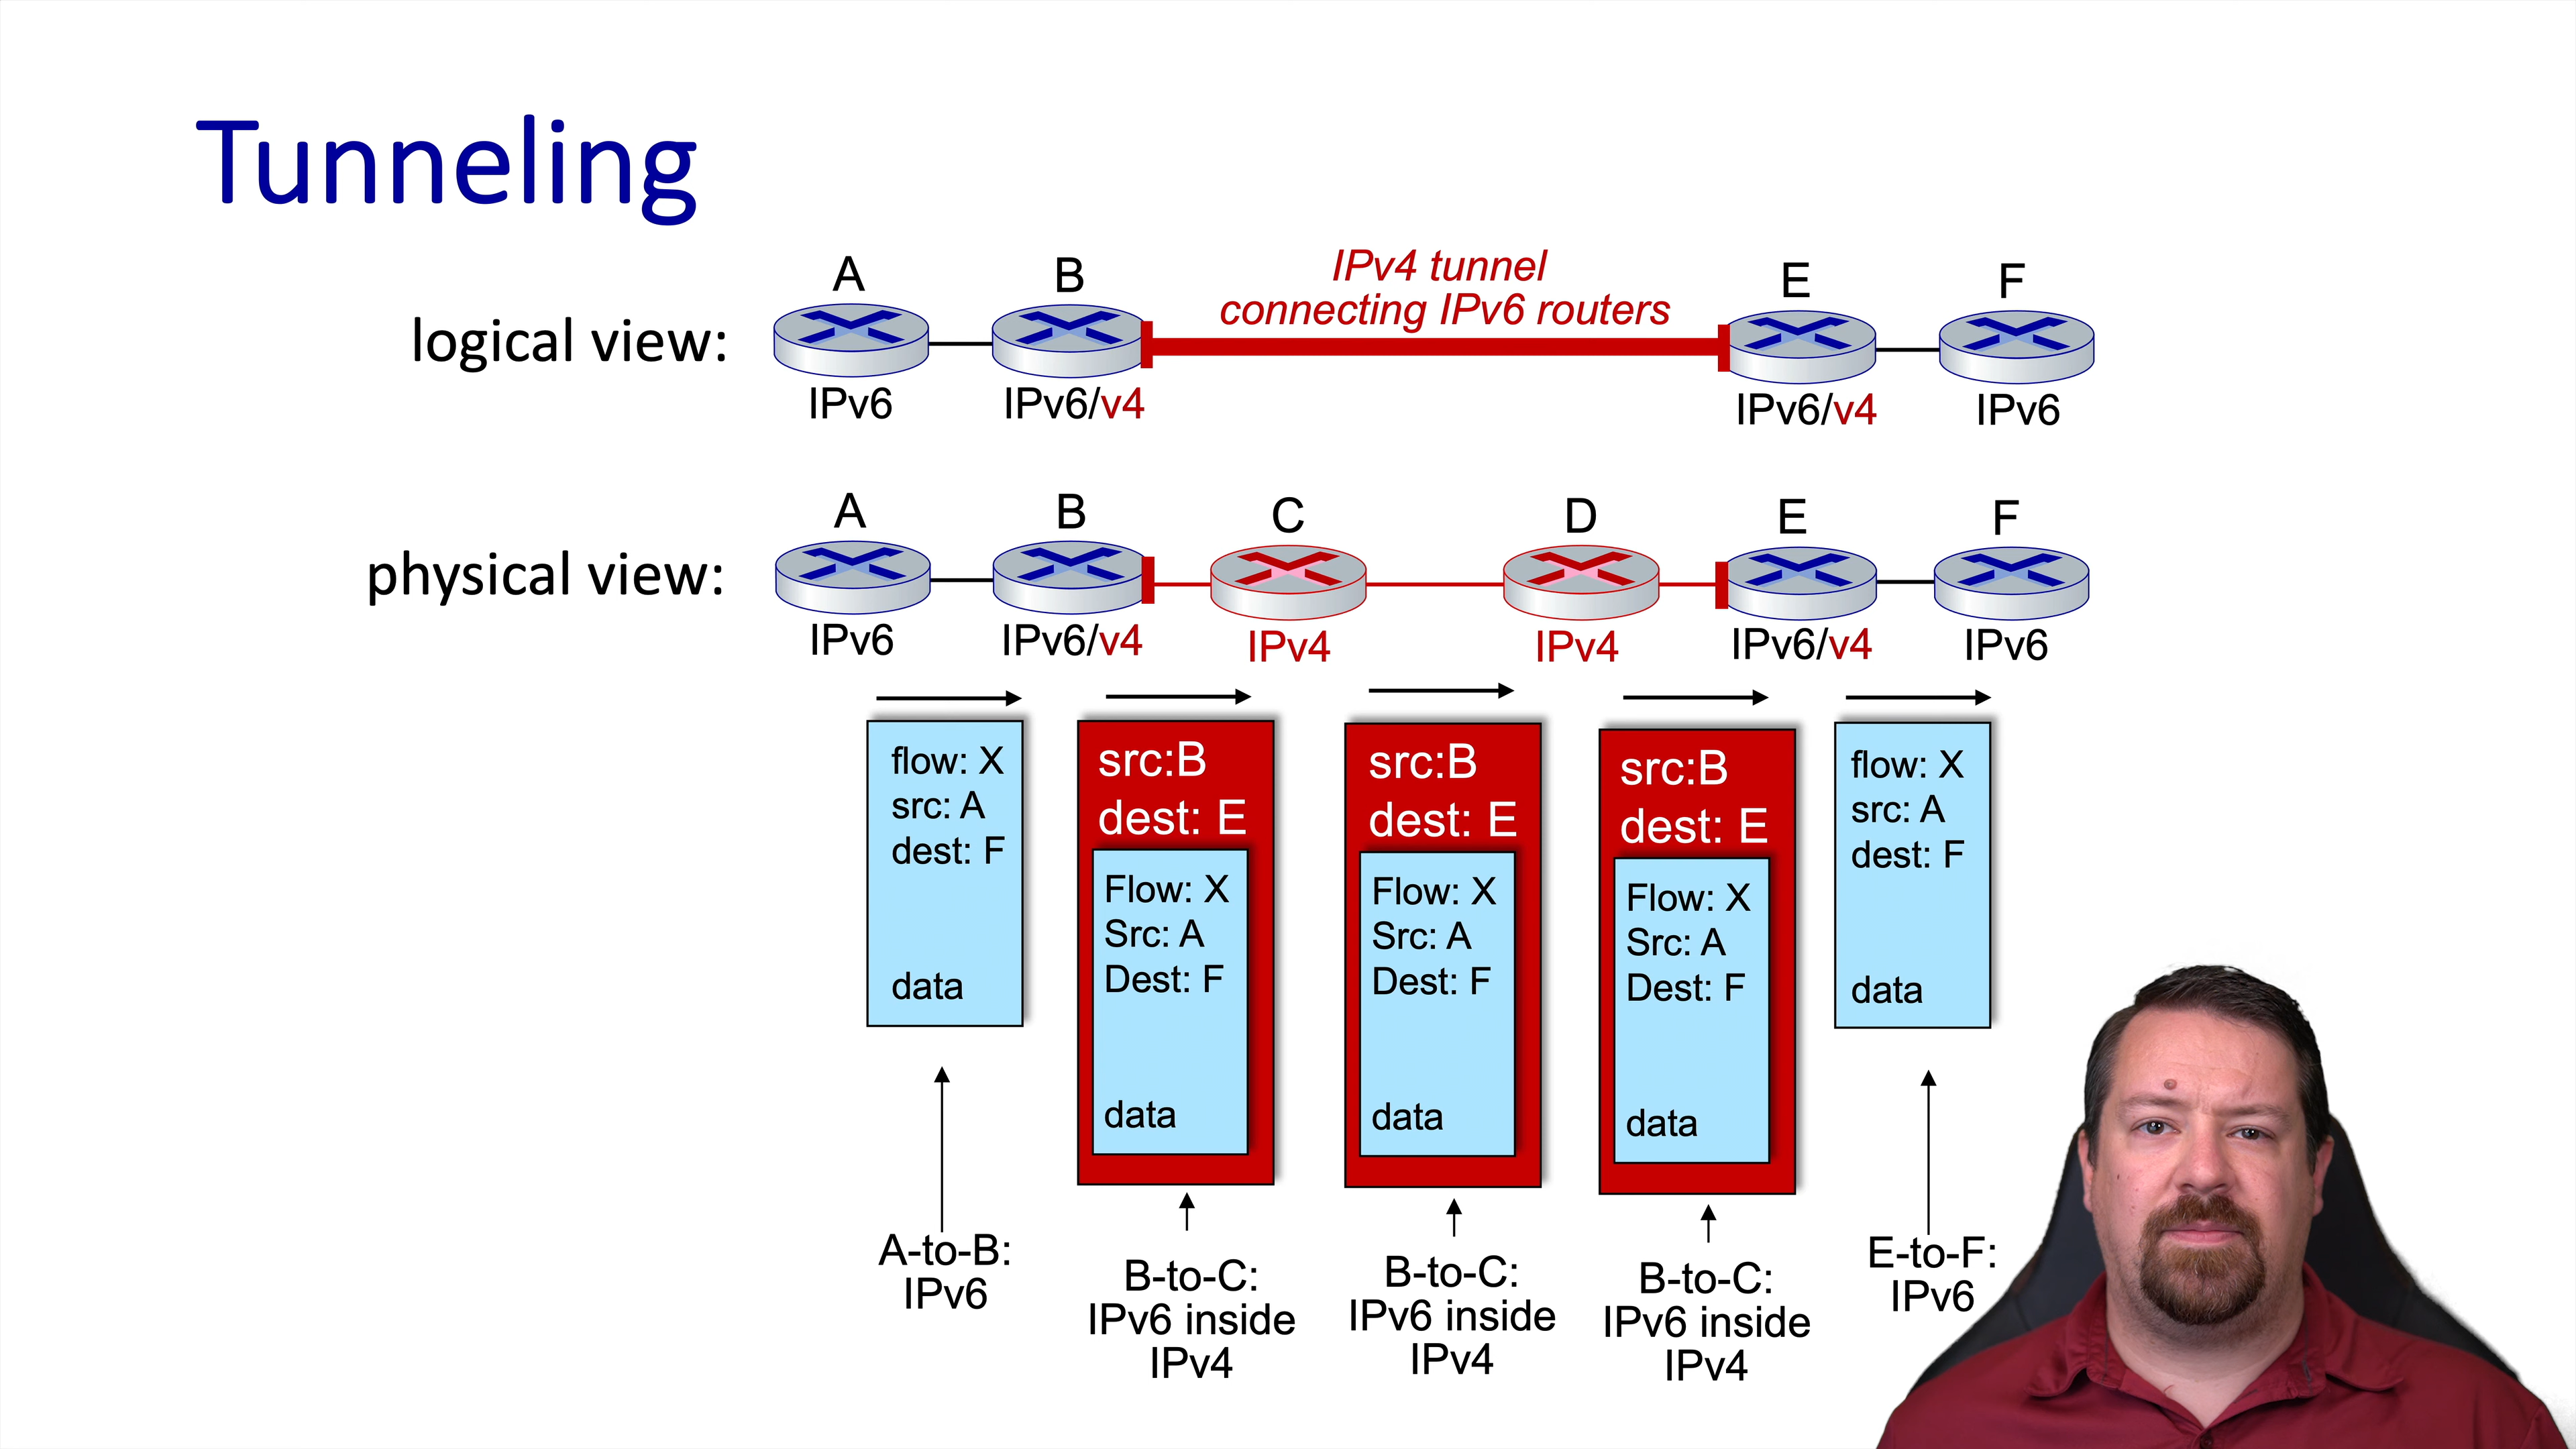 Tunneling
IPv4 tunnel
connecting IPv6 routers
logical view:
A
B
E
F
IPv6
IPv6/v4
IPv6/v4
IPv6
physical view:
A
B
C
D
E
F
IPv6
IPv6/v4
IPv4
IPv4
IPv6/v4
IPv6
flow: X
src: A
dest: F
data
A-to-B:
IPv6
src:B
dest: E
Flow: X
Src: A
Dest: F
data
B-to-C:
IPv6 inside
IPv4
src:B
dest: E
Flow: X
Src: A
Dest: F
data
B-to-C:
IPv6 inside
IPv4
src:B
dest: E
Flow: X
Src: A
Dest: F
data
B-to-C:
IPv6 inside
IPv4
flow: X
src: A
dest: F
data
E-to-F:
IPv6